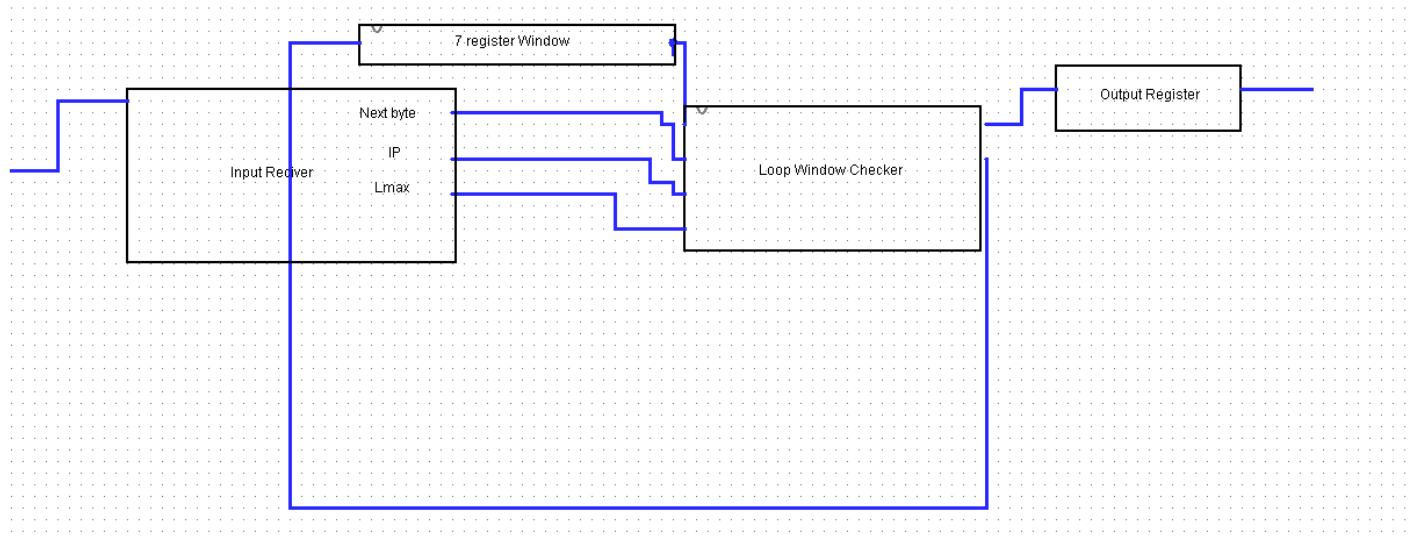 7 register Window
Next byte
IP
Input Reciver
Lmax
Loop Window Checker
Output Register